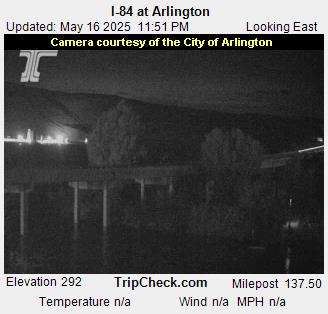 I-84 at Arlington
Updated: May 16 2025 11:51 PM Looking East
Camera courtesy of the City of Arlington
Elevation 292 TripCheck.com Milepost 137.50
Temperature n/a Wind n/a MPH n/a